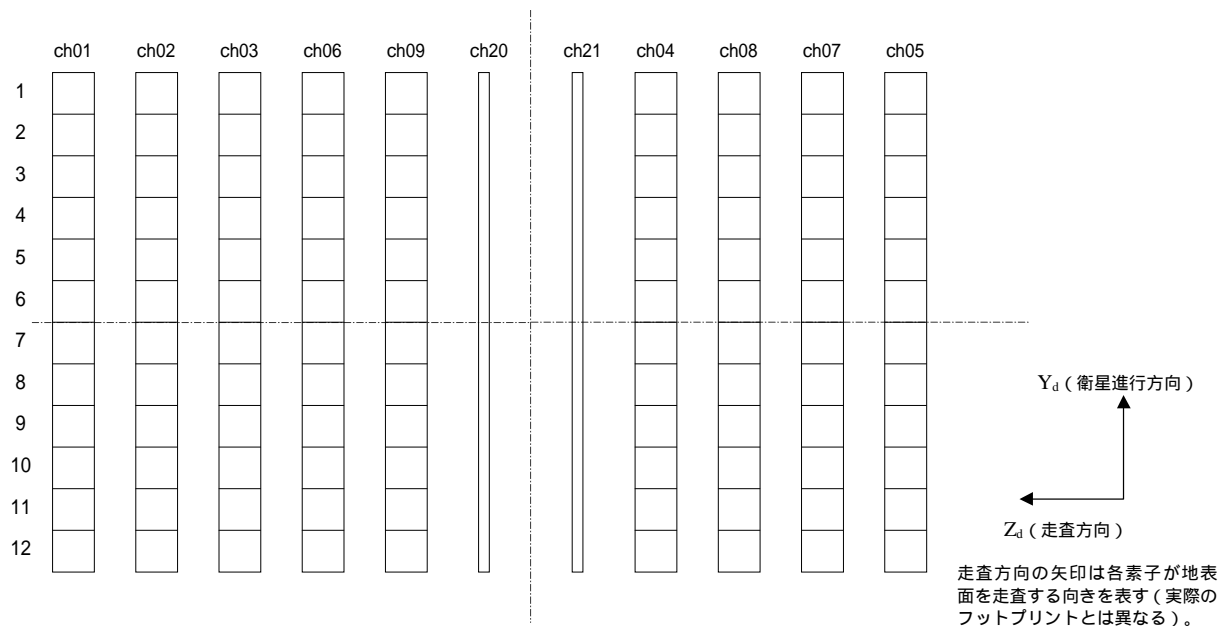 ch01 ch02 ch03 ch06 ch09 ch20 ch21 ch04 ch08 ch07 ch05
1
2
3
4
5
6
7
8
9
10
11
12
Yd（衛星進行方向）
Zd（走査方向）
走査方向の矢印は各素子が地表
面を走査する向きを表す（実際の
フットプリントとは異なる）。